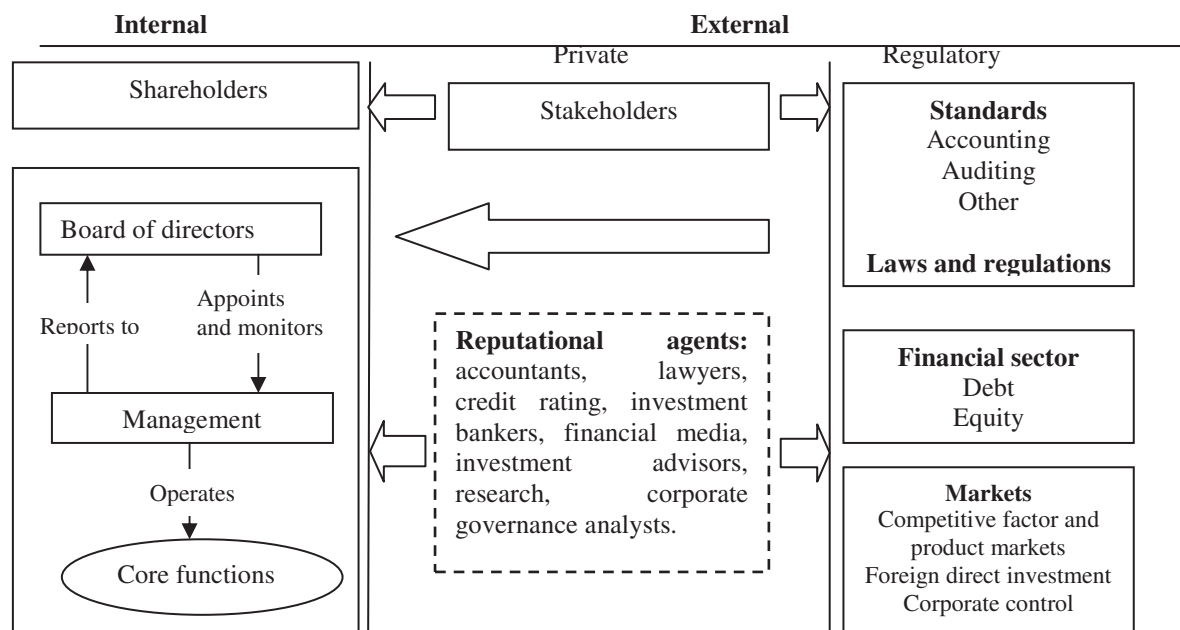 Internal
External
Private
Regulatory
Shareholders
Stakeholders
Standards
Accounting
Auditing
Other
Laws and regulations
Board of directors
Reports to
Appoints
and monitors
Management
Operates
Core functions
Reputational agents:
accountants, lawyers,
credit rating, investment
bankers, financial media,
investment advisors,
research, corporate
governance analysts.
Financial sector
Debt
Equity
Markets
Competitive factor and
product markets
Foreign direct investment
Corporate control